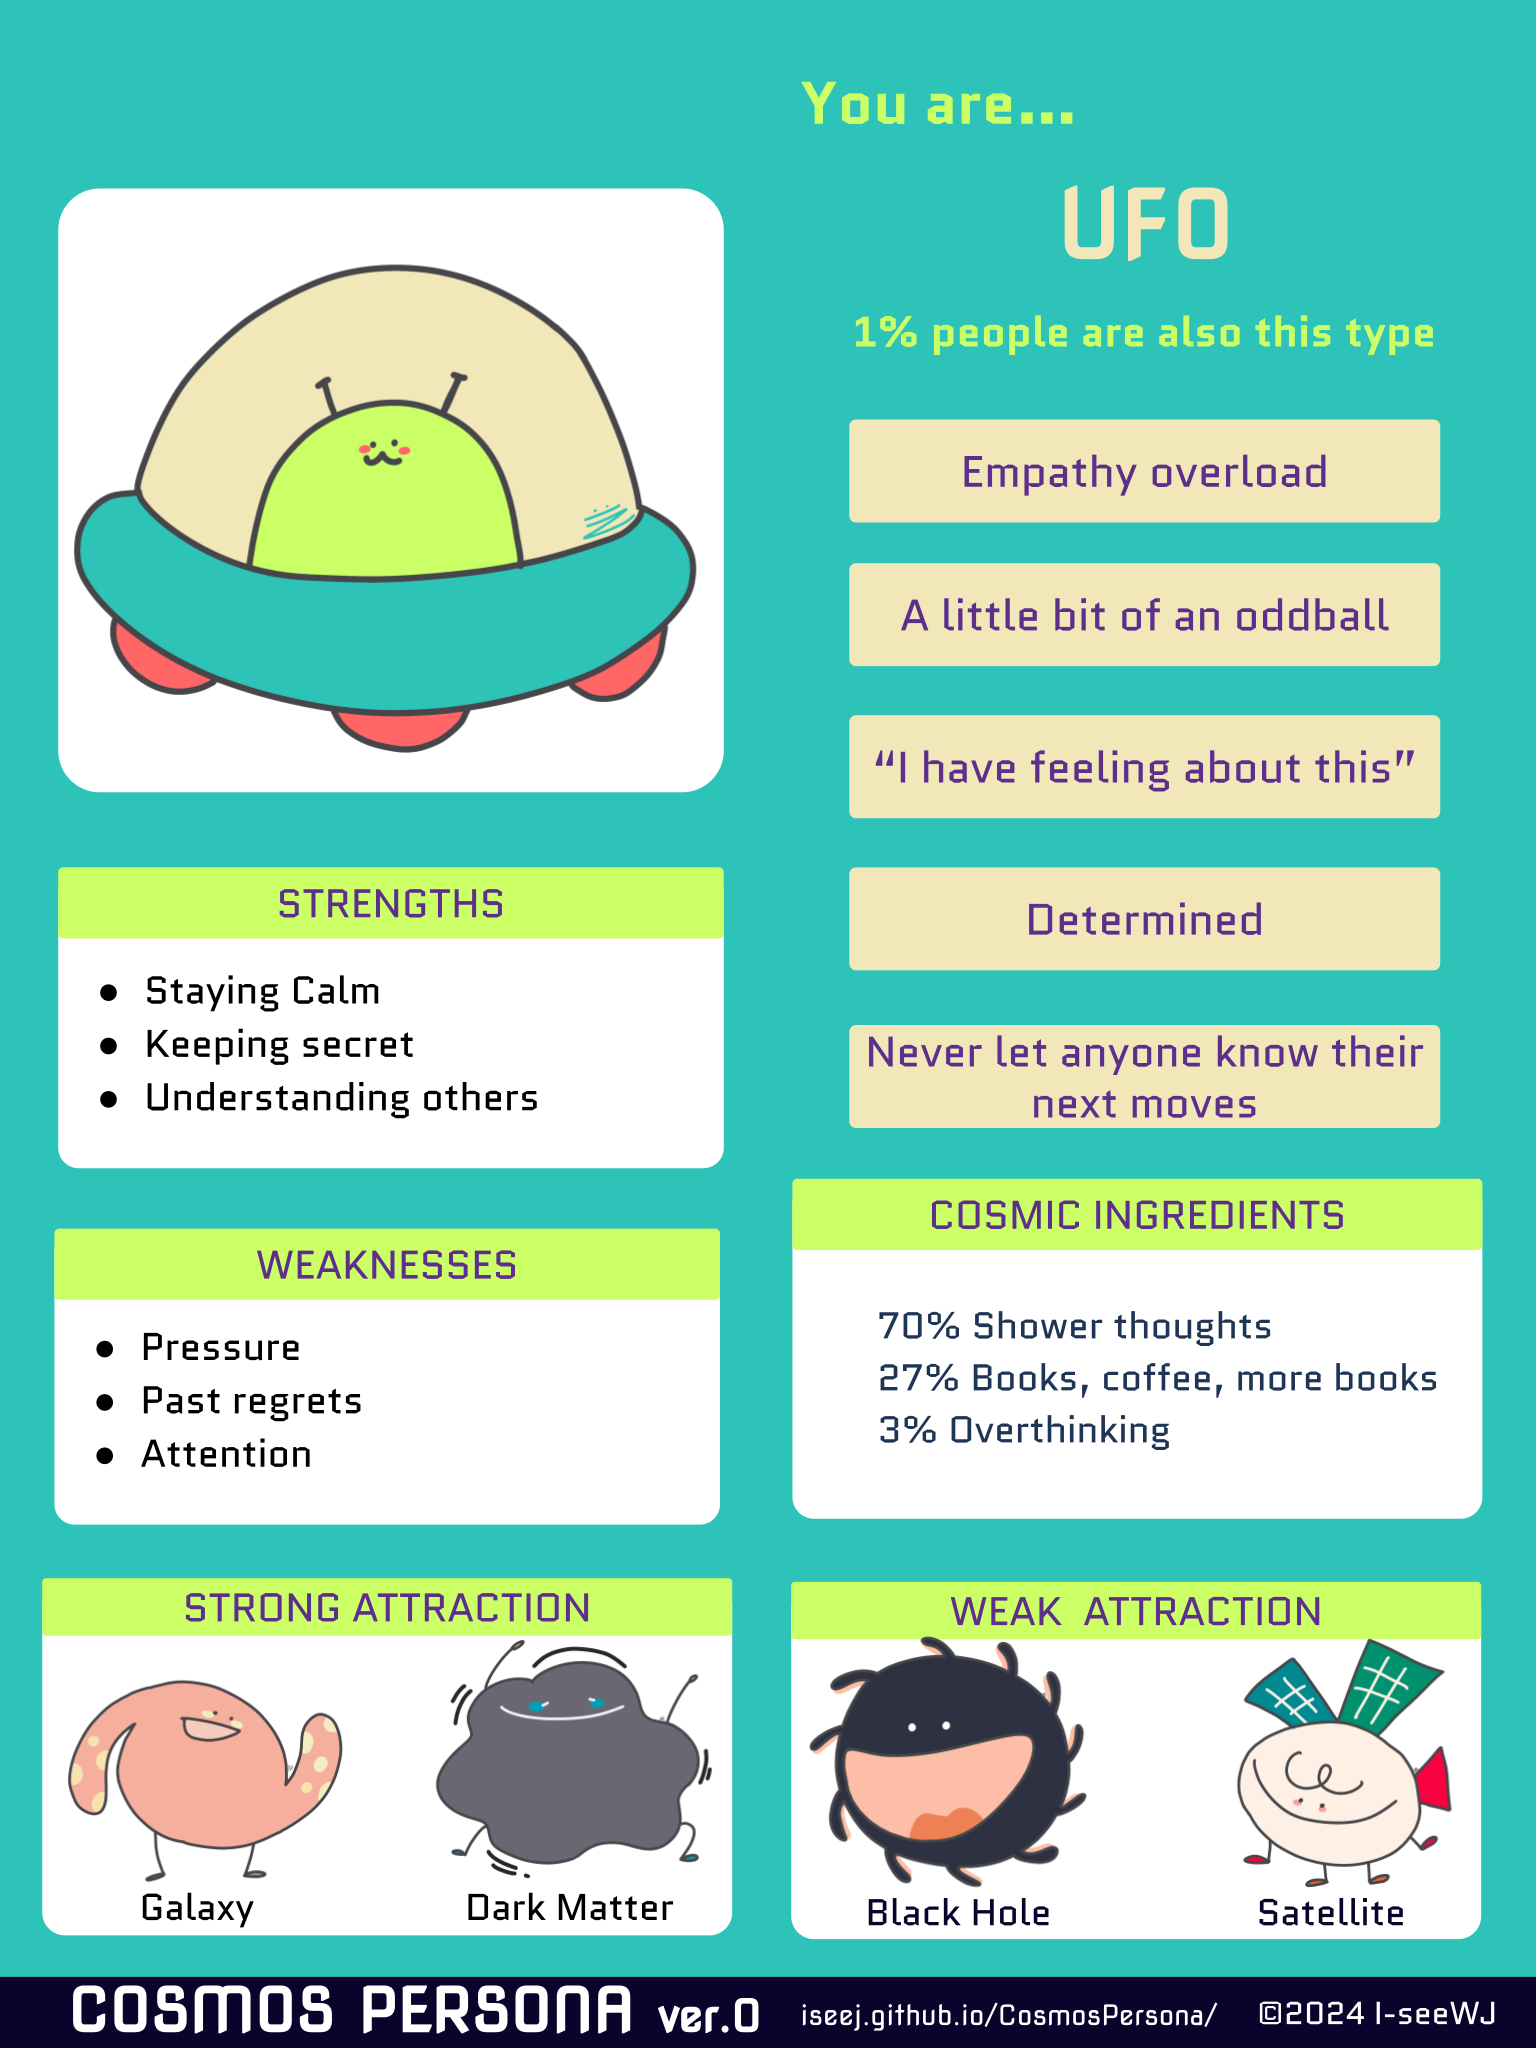 You are...
UFO
1% people are also this type
Empathy overload
A little bit of an oddball
“I have feeling about this”
Determined
Never let anyone know their
next moves
STRENGTHS
● Staying Calm
● Keeping secret
● Understanding others
WEAKNESSES
● Pressure
● Past regrets
● Attention
COSMIC INGREDIENTS
70% Shower thoughts
27% Books, coffee, more books
3% Overthinking
STRONG ATTRACTION
Galaxy
Dark Matter
WEAK ATTRACTION
Black Hole
Satellite
COSMOS PERSONA ver.0
iseej.github.io/CosmosPersona/
©2024 I-seeWJ